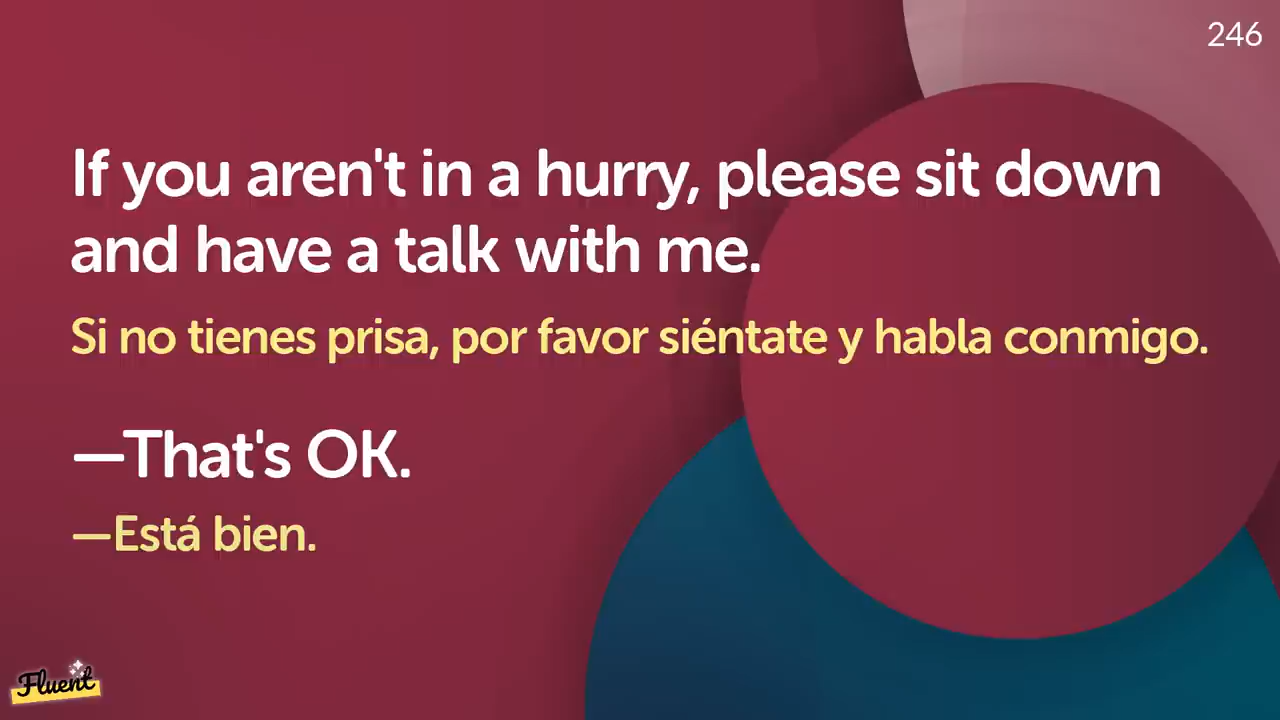 246
If you aren't in a hurry, please sit down
and have a talk with me.
Si no tienes prisa, por favor siéntate y habla conmigo.
—That's OK.
—Está bien.
Fluent